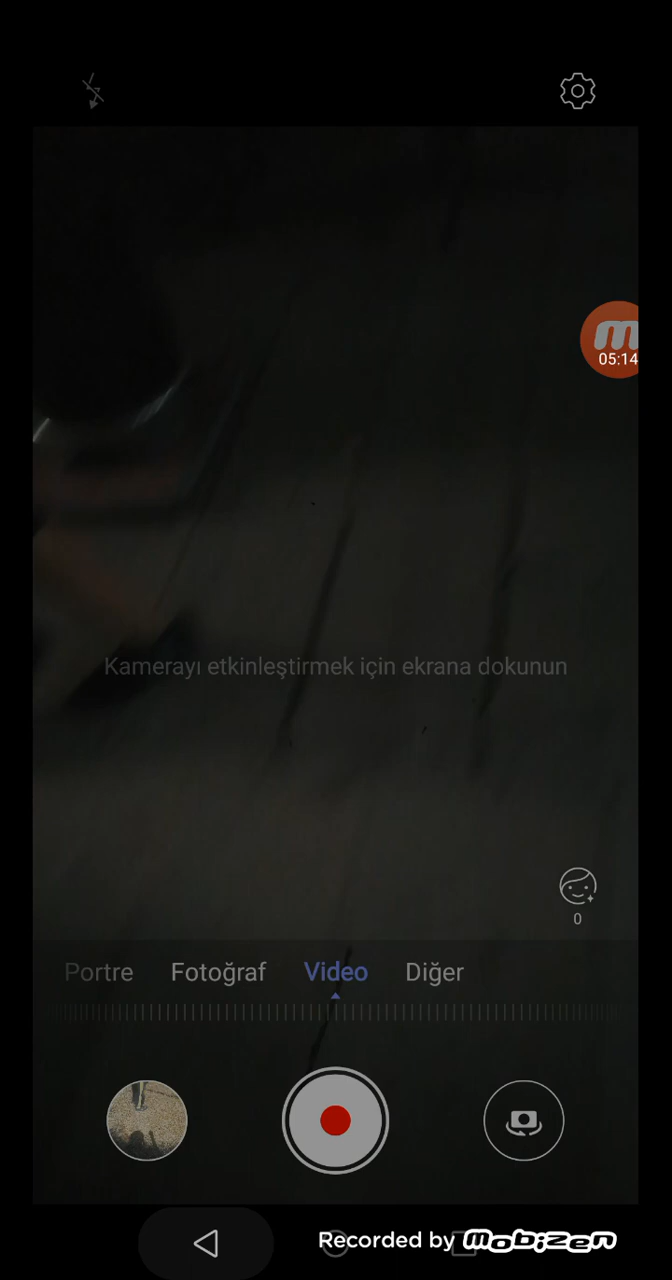 m
05:14
Kamerayı etkinleştirmek için ekrana dokunun
0
Portre Fotoğraf Video Diğer
Recorded by mobizen